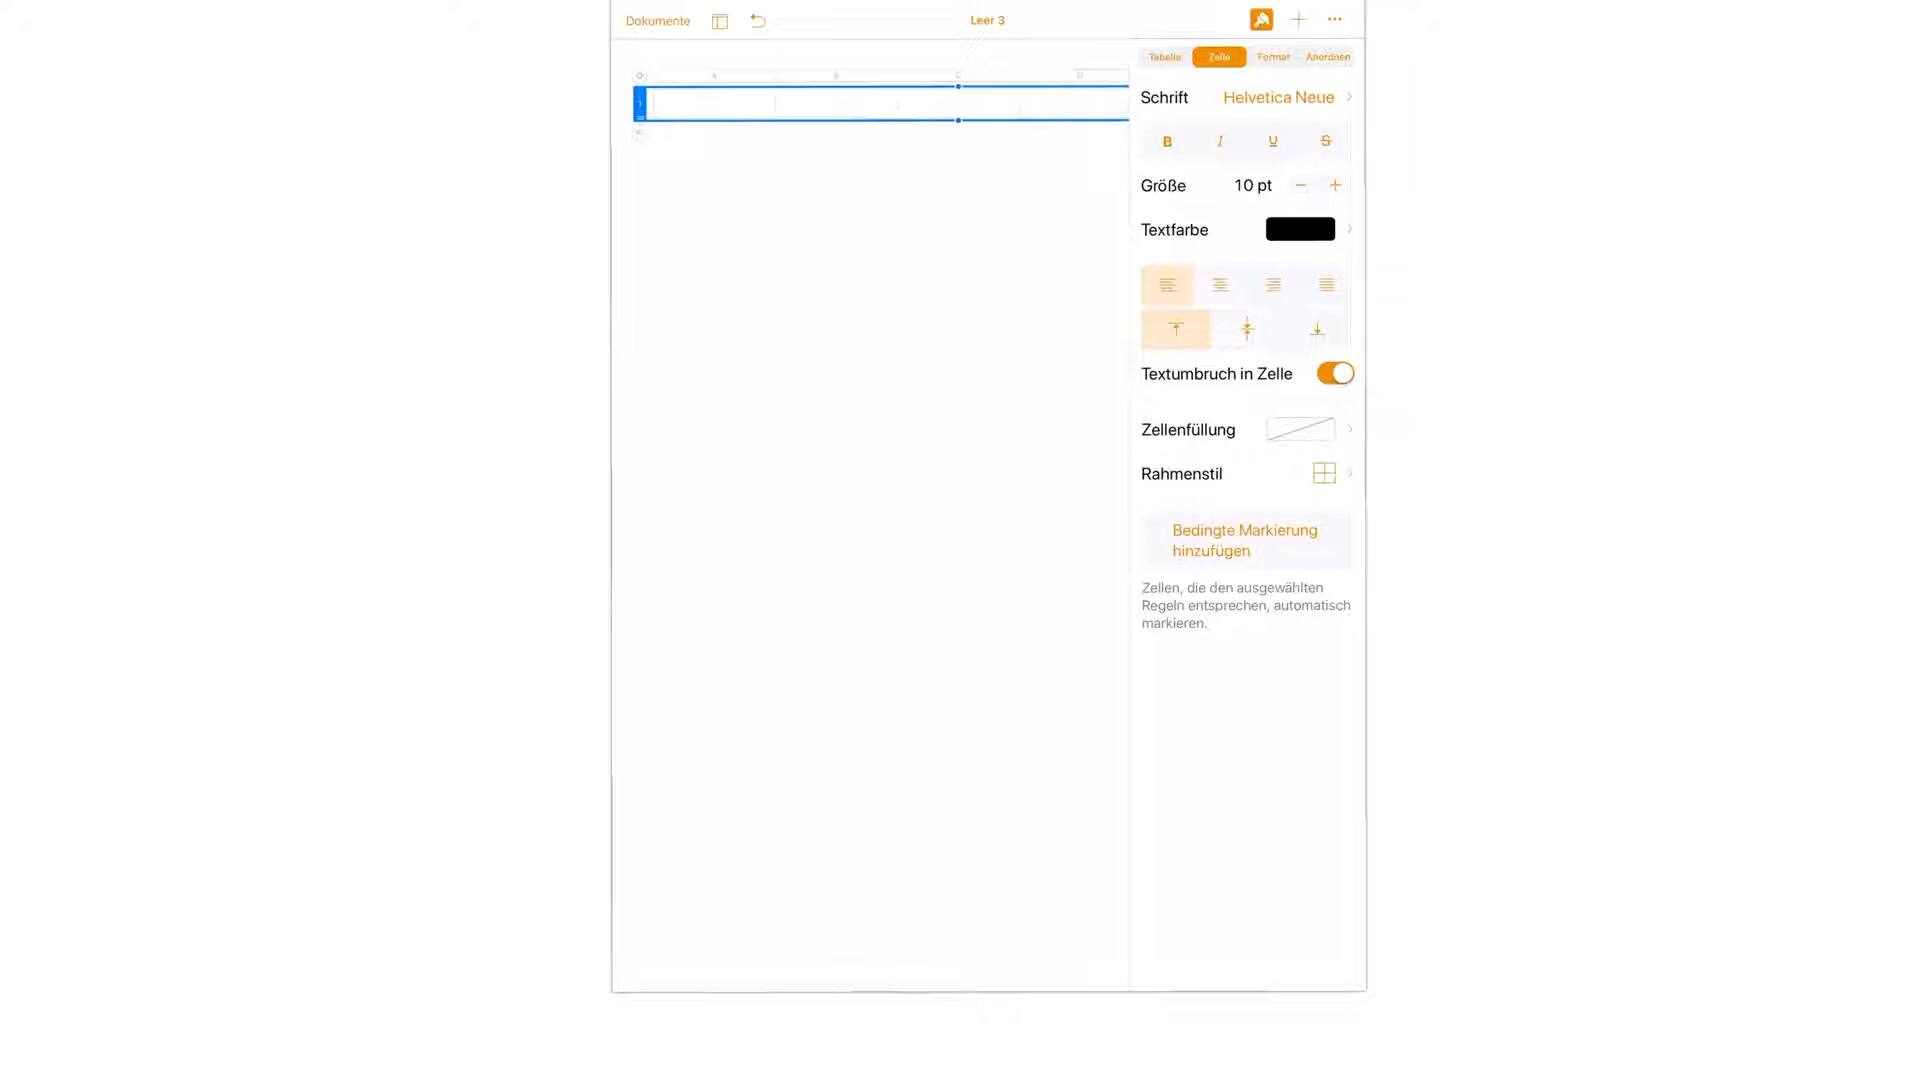 Dokumente
Leer 3
Tabelle Zelle Format Anordnen
A B C D
Schrift Helvetica Neue
B I U S
Größe 10 pt
Textfarbe
Textumbruch in Zelle
Zellenfüllung
Rahmenstil
Bedingte Markierung
hinzufügen
Zellen, die den ausgewählten
Regeln entsprechen, automatisch
markieren.